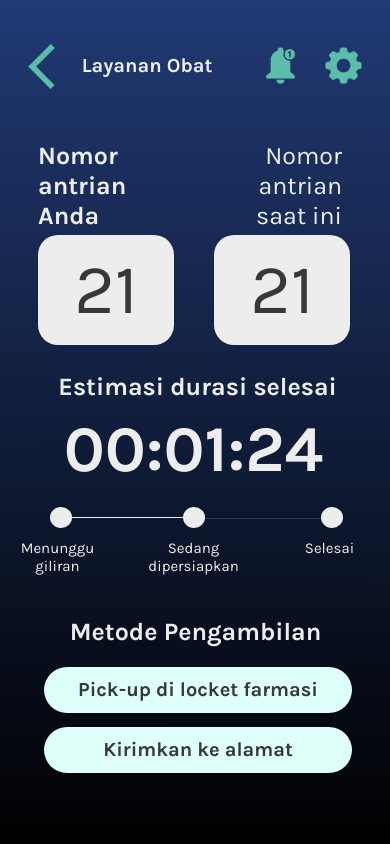 Layanan Obat
1
Nomor
antrian
Anda
Nomor
antrian
saat ini
21
21
Estimasi durasi selesai
00:01:24
Menunggu
giliran
Sedang
dipersiapkan
Selesai
Metode Pengambilan
Pick-up di locket farmasi
Kirimkan ke alamat